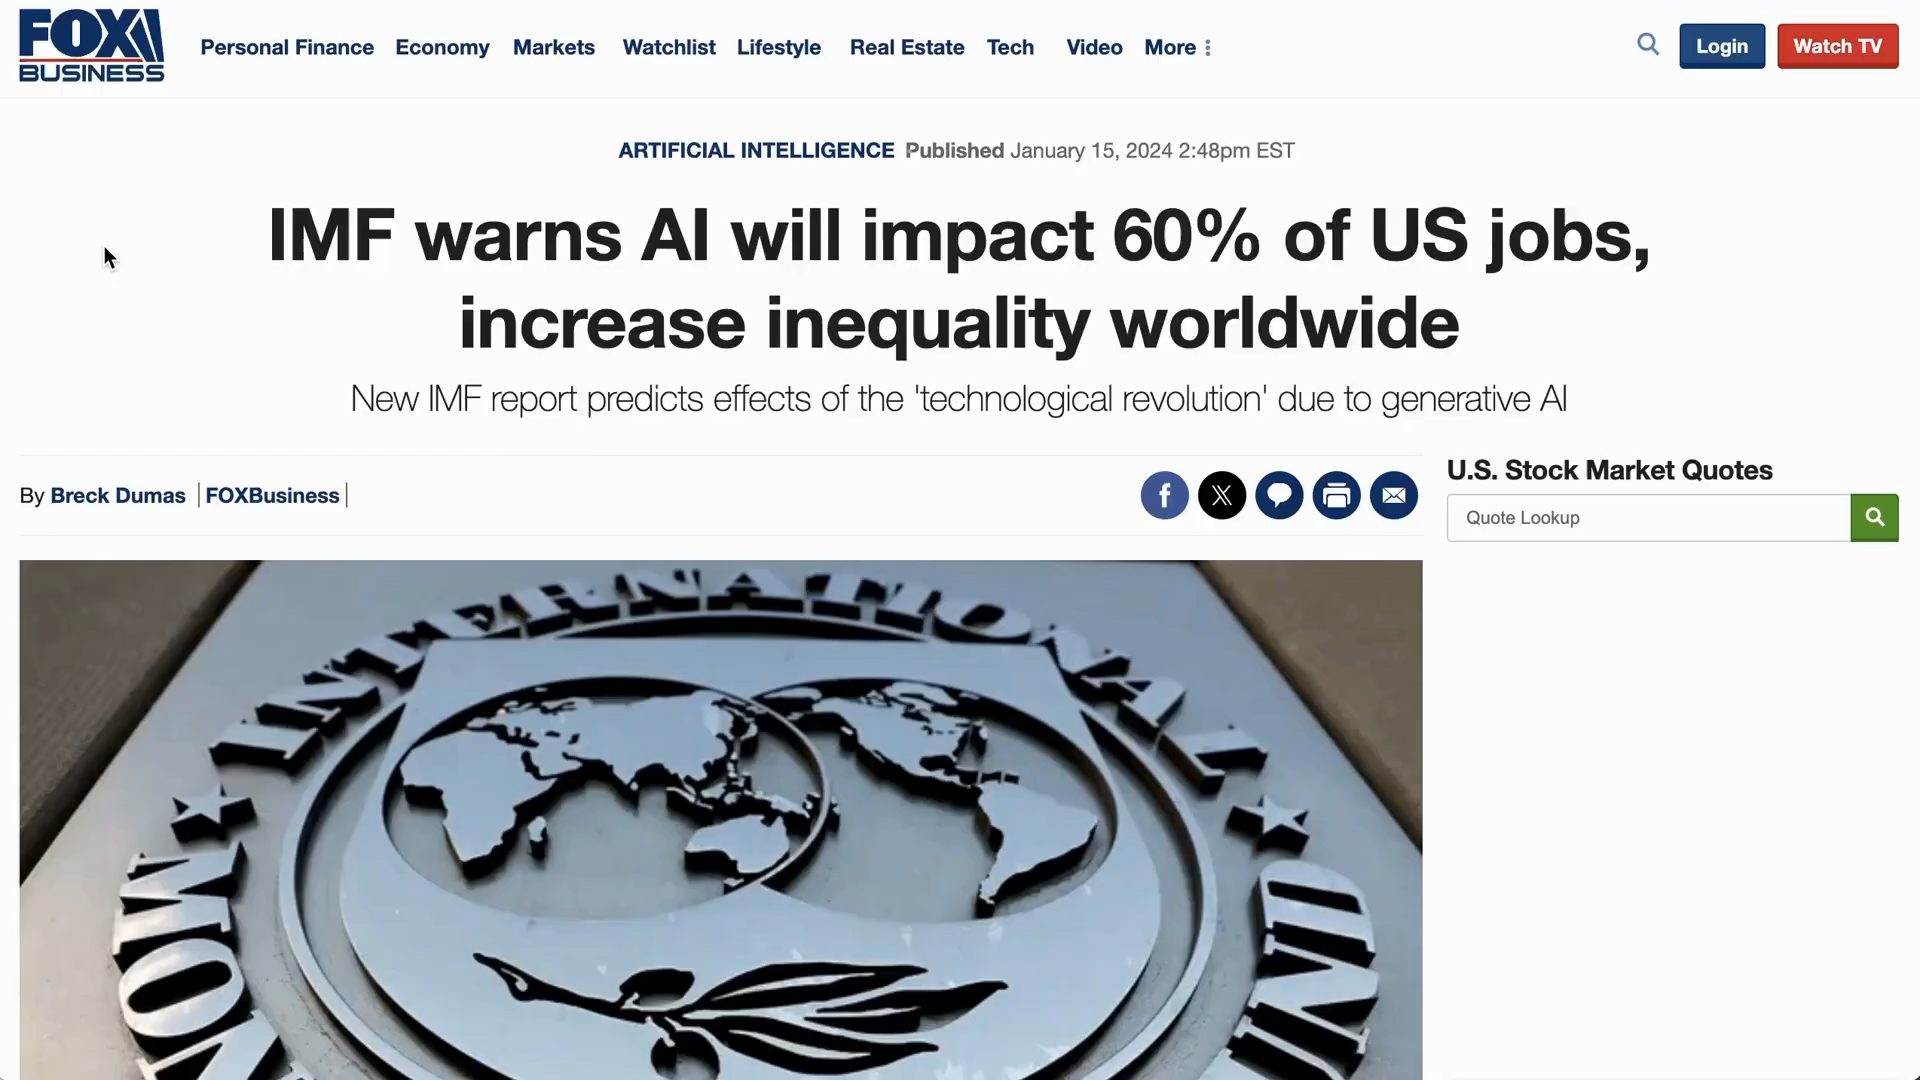 FOX
BUSINESS
Personal Finance Economy Markets Watchlist Lifestyle Real Estate Tech Video More
Login
Watch TV
ARTIFICIAL INTELLIGENCE Published January 15, 2024 2:48pm EST
IMF warns AI will impact 60% of US jobs,
increase inequality worldwide
New IMF report predicts effects of the 'technological revolution' due to generative AI
By Breck Dumas | FOXBusiness |
U.S. Stock Market Quotes
Quote Lookup
INTERNATIONAL
MON
UNI